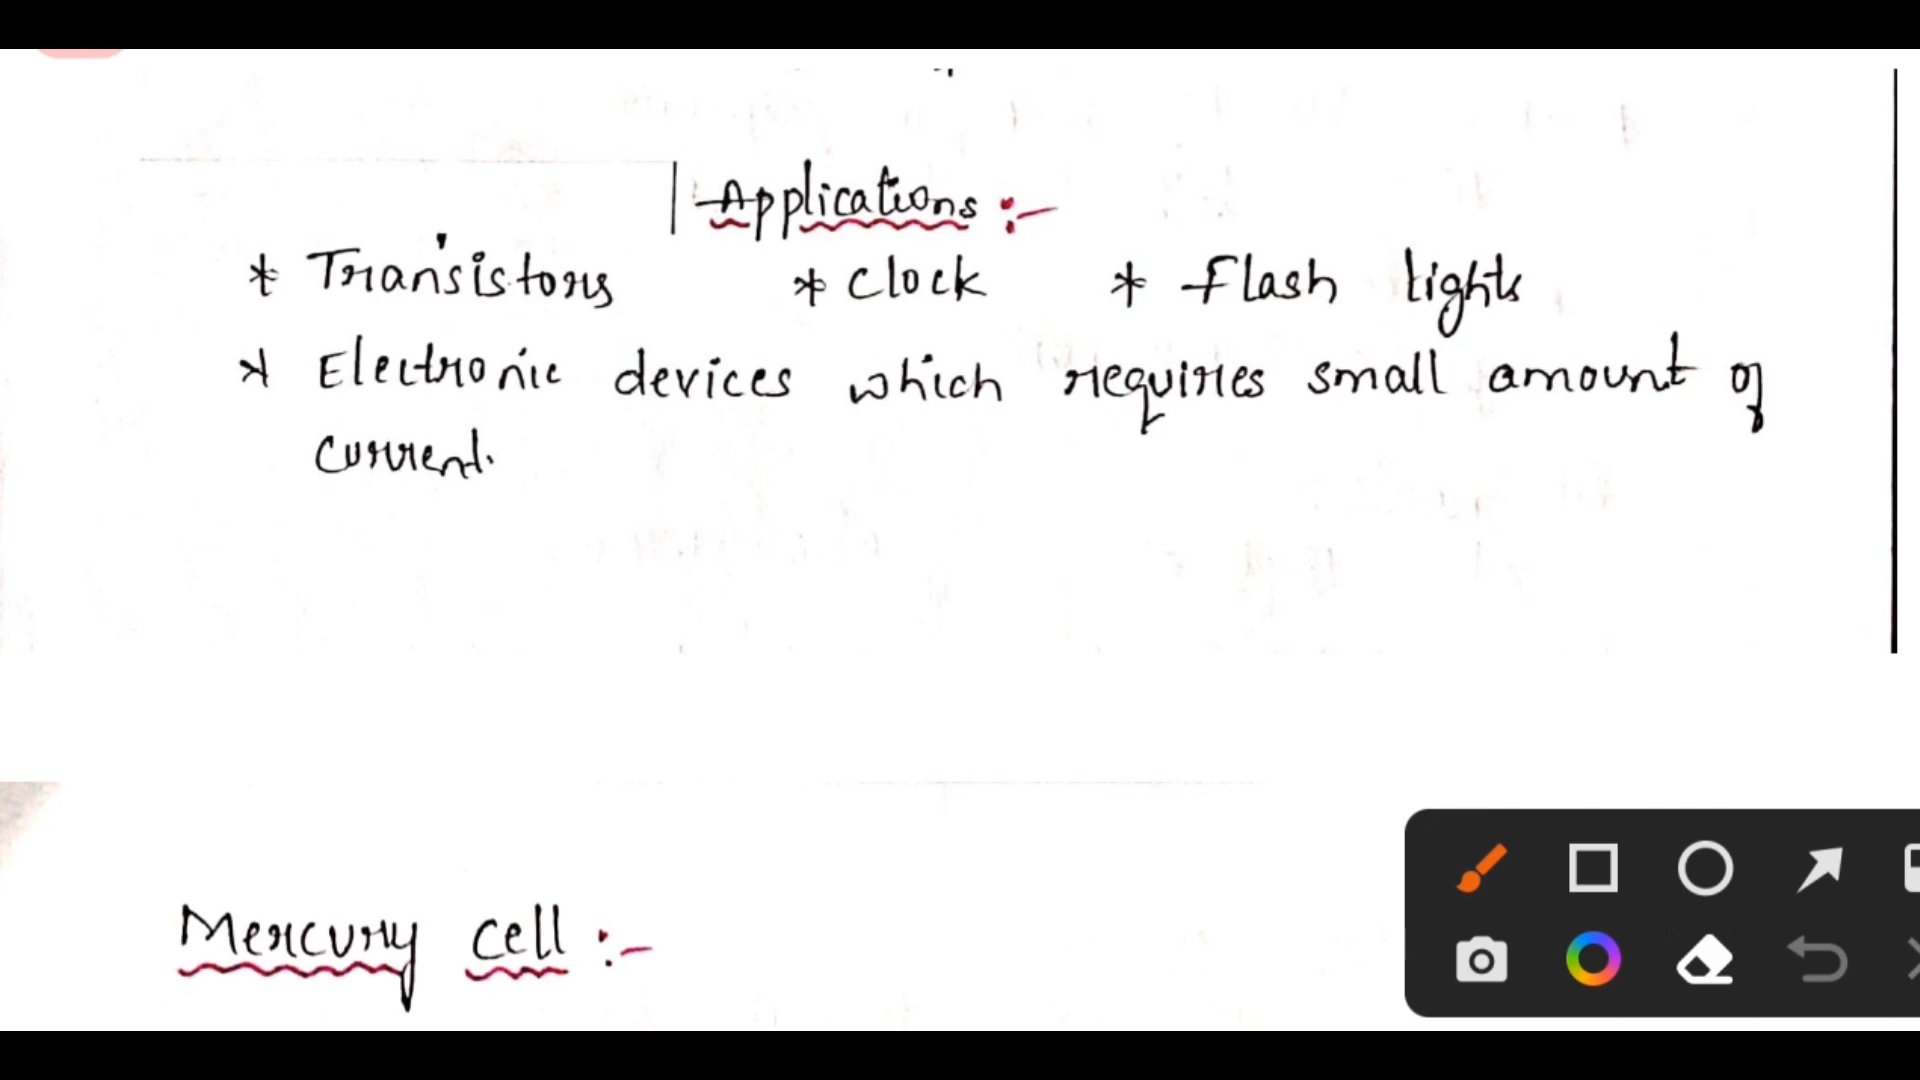 Applications :-
* Transistors * Clock * Flash lights
* Electronic devices which requires small amount of
current.
Mercury cell :-